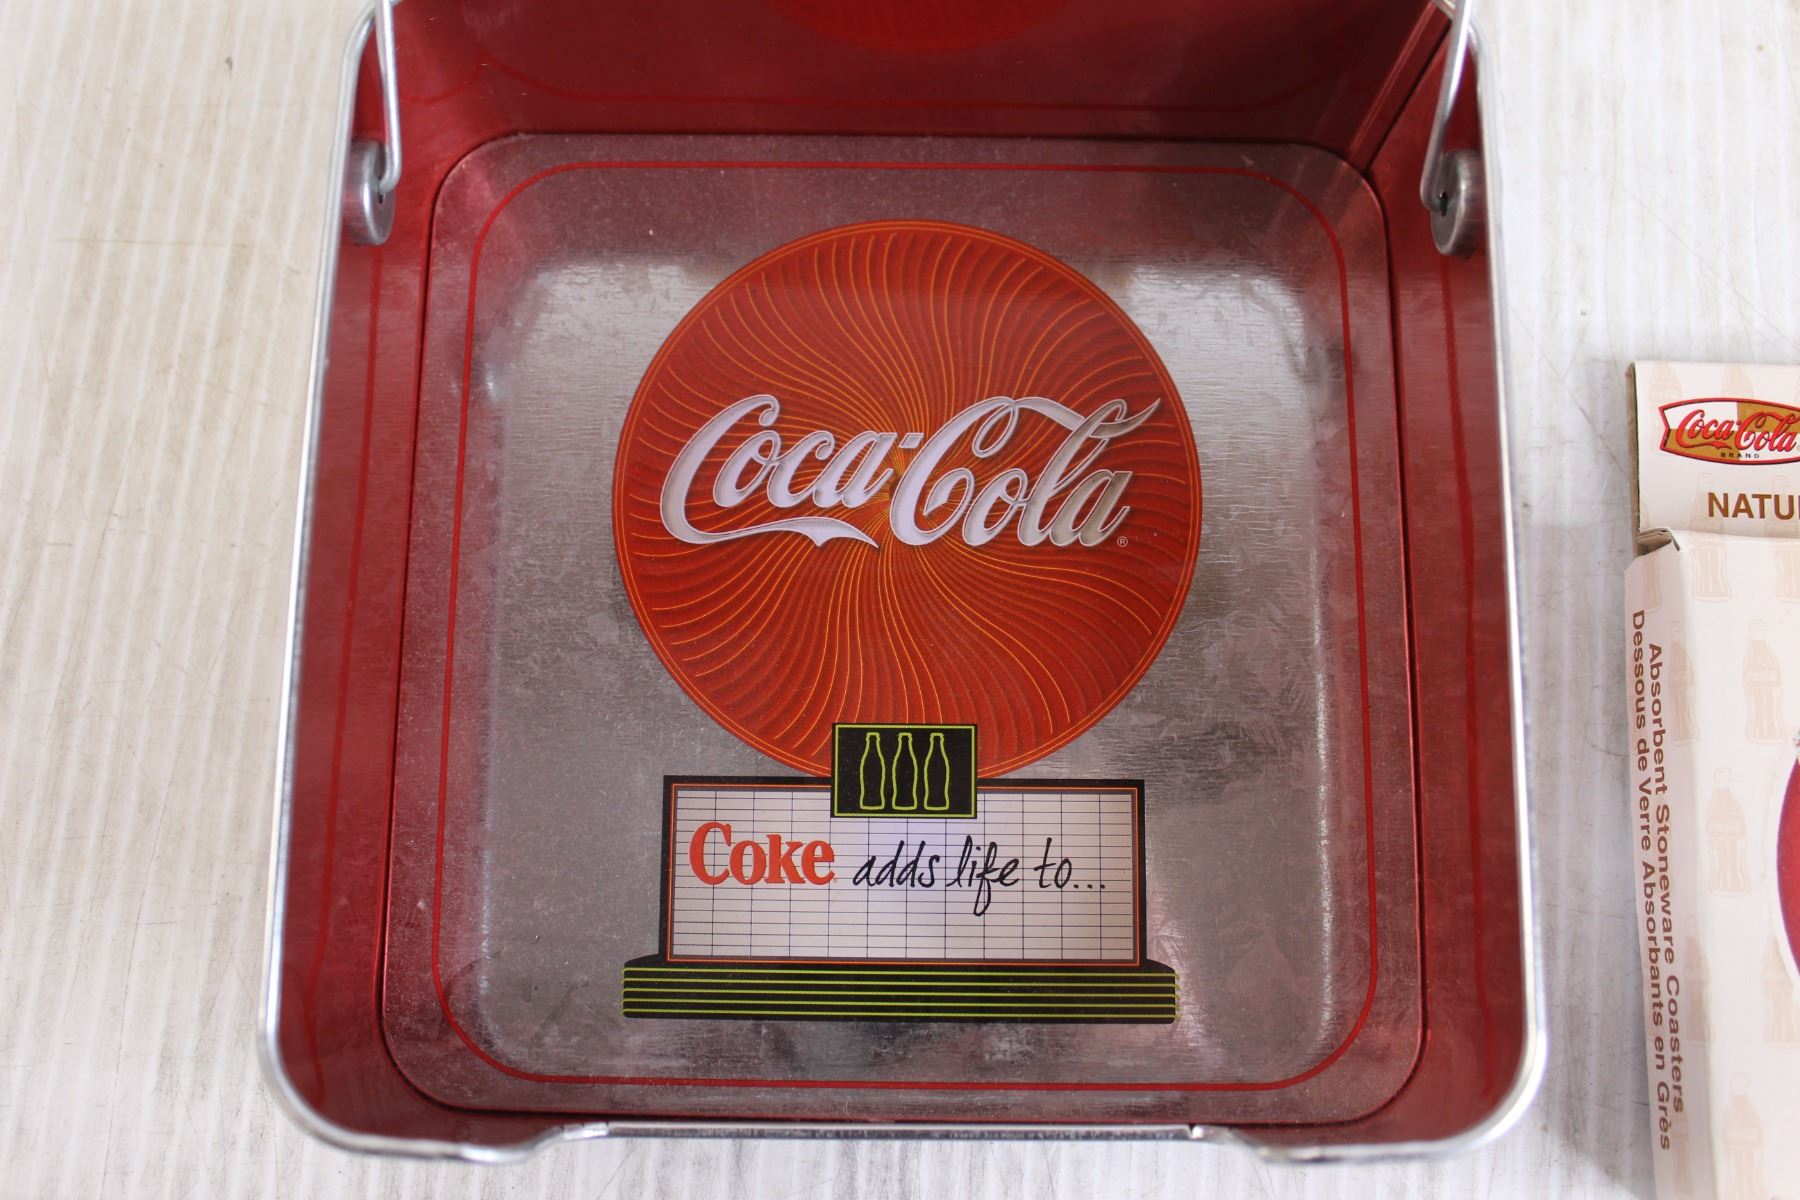 Coca-Cola ®
Coke adds life to...
Coca-Cola
BRAND
NATU
Absorbent Stoneware Coasters
Dessous de Verre Absorbants en Grès